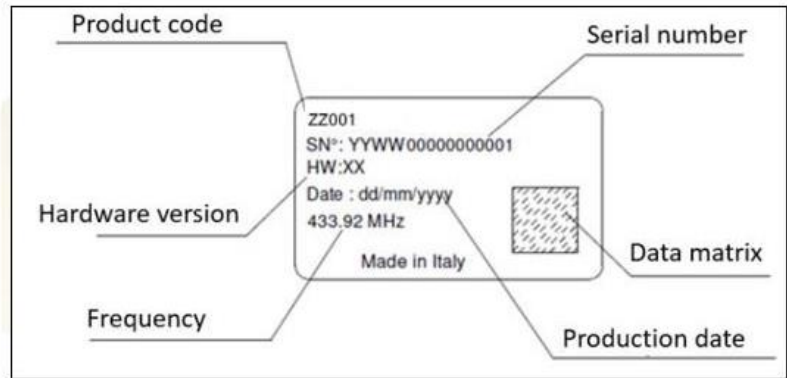 Product code
Serial number
ZZ001
SN°: YYWW00000000001
HW:XX
Date : dd/mm/yyyy
433.92 MHz
Made in Italy
Hardware version
Data matrix
Frequency
Production date